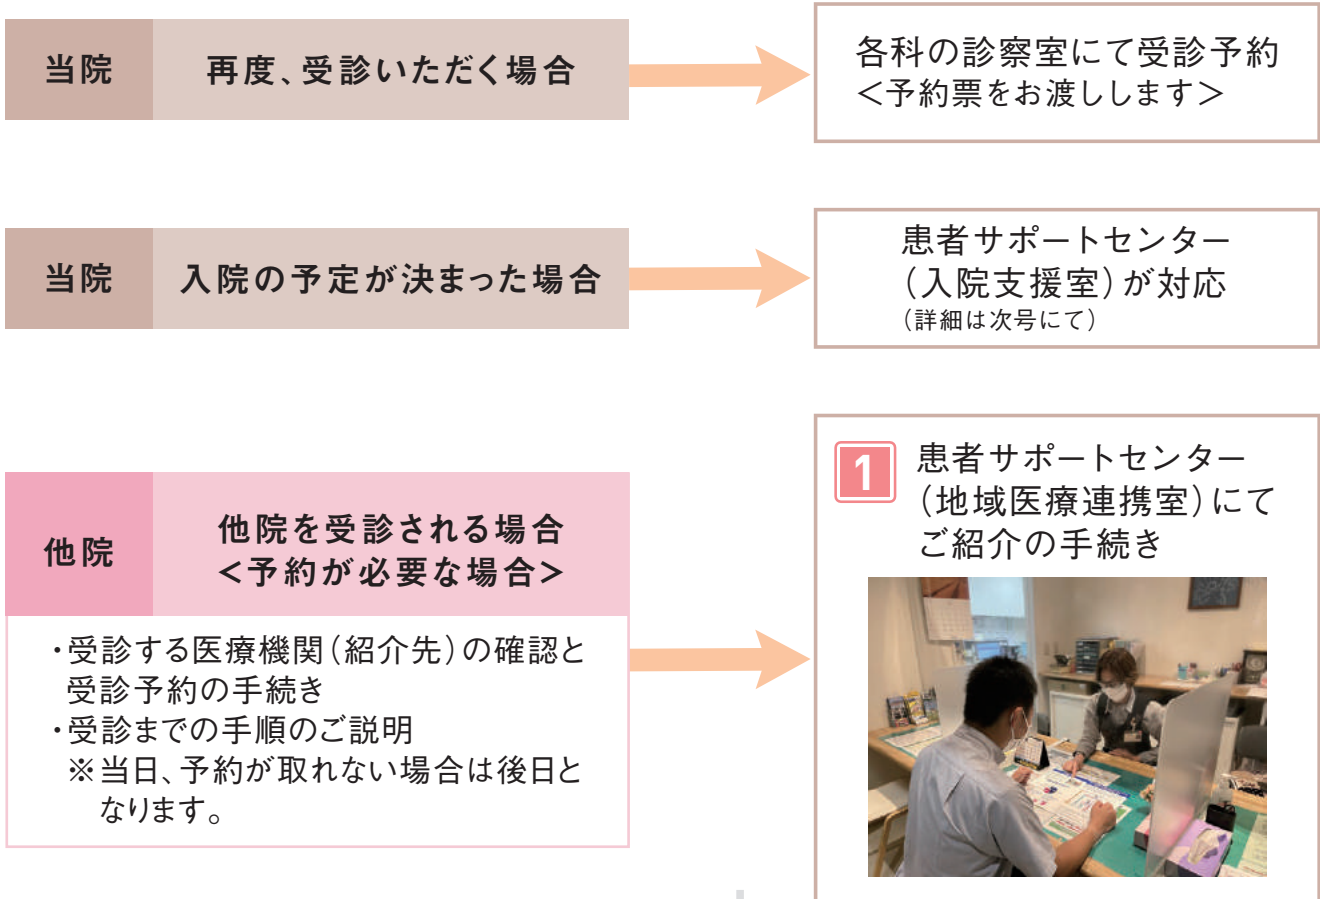 当院
再度、受診いただく場合
各科の診察室にて受診予約
<予約票をお渡しします>
当院
入院の予定が決まった場合
患者サポートセンター
（入院支援室）が対応
（詳細は次号にて）
他院
他院を受診される場合
<予約が必要な場合>
・受診する医療機関（紹介先）の確認と
受診予約の手続き
・受診までの手順のご説明
※当日、予約が取れない場合は後日と
なります。
1
患者サポートセンター
（地域医療連携室）にて
ご紹介の手続き